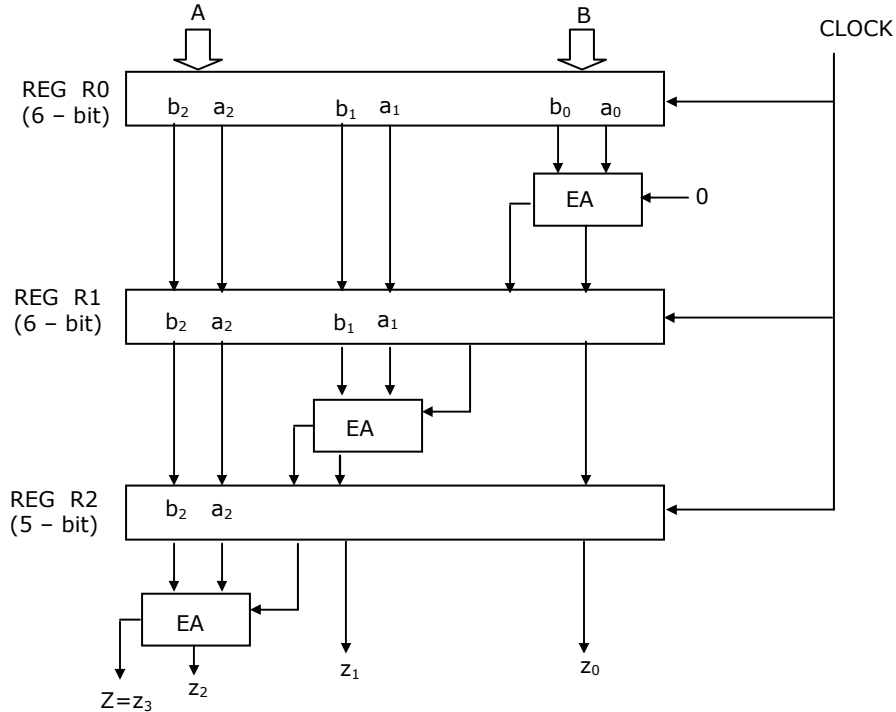 A B
CLOCK
REG R0
(6 – bit)
b₂ a₂ b₁ a₁ b₀ a₀
EA
0
REG R1
(6 – bit)
b₂ a₂ b₁ a₁
EA
REG R2
(5 – bit)
b₂ a₂
EA
Z=z₃ z₂ z₁ z₀